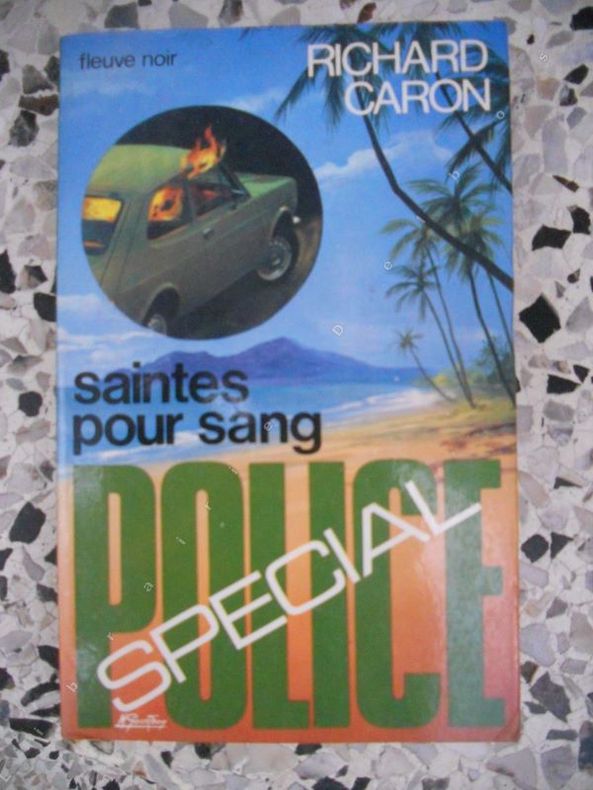 fleuve noir
RICHARD
CARON
saintes
pour sang
POLICE
SPECIAL